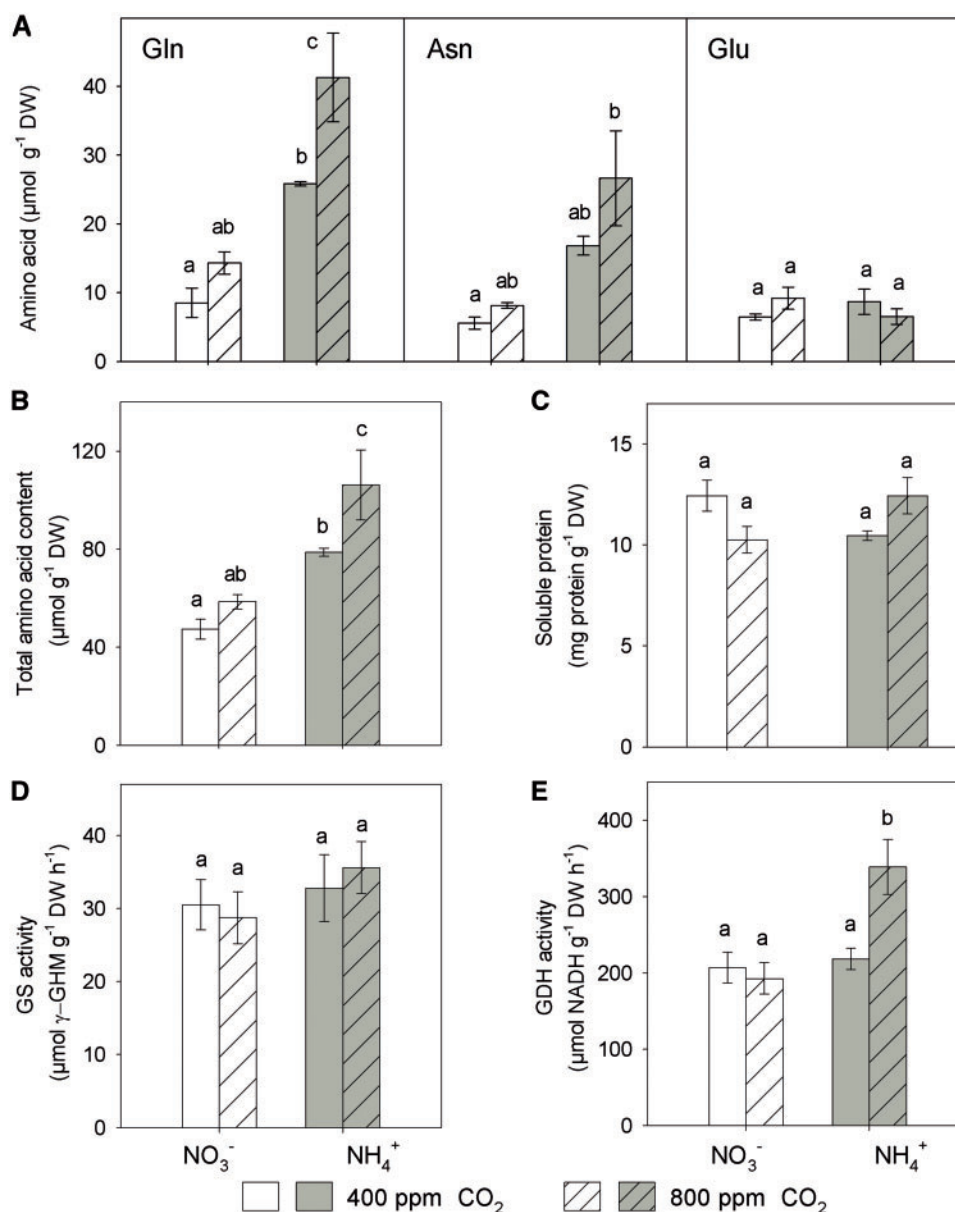 A
Gln
Asn
Glu
Amino acid (µmol g⁻¹ DW)
40
30
20
10
0
a
ab
b
c
a
ab
ab
b
a
a
a
a
B
Total amino acid content
(µmol g⁻¹ DW)
120
80
40
0
a
ab
b
c
C
Soluble protein
(mg protein g⁻¹ DW)
15
10
5
0
a
a
a
a
D
GS activity
(µmol γ–GHM g⁻¹ DW h⁻¹)
40
30
20
10
0
a
a
a
a
NO₃⁻
NH₄⁺
E
GDH activity
(µmol NADH g⁻¹ DW h⁻¹)
400
300
200
100
0
a
a
a
b
NO₃⁻
NH₄⁺
400 ppm CO₂
800 ppm CO₂